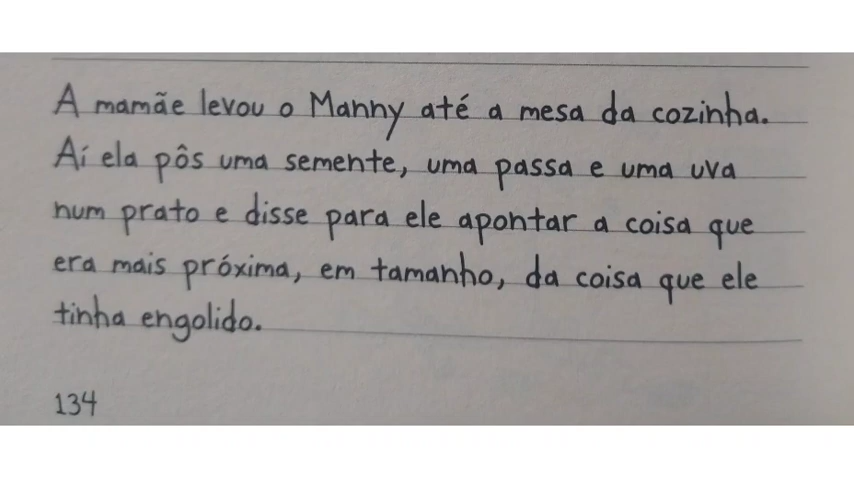 A mamãe levou o Manny até a mesa da cozinha.
Aí ela pôs uma semente, uma passa e uma uva
num prato e disse para ele apontar a coisa que
era mais próxima, em tamanho, da coisa que ele
tinha engolido.
134